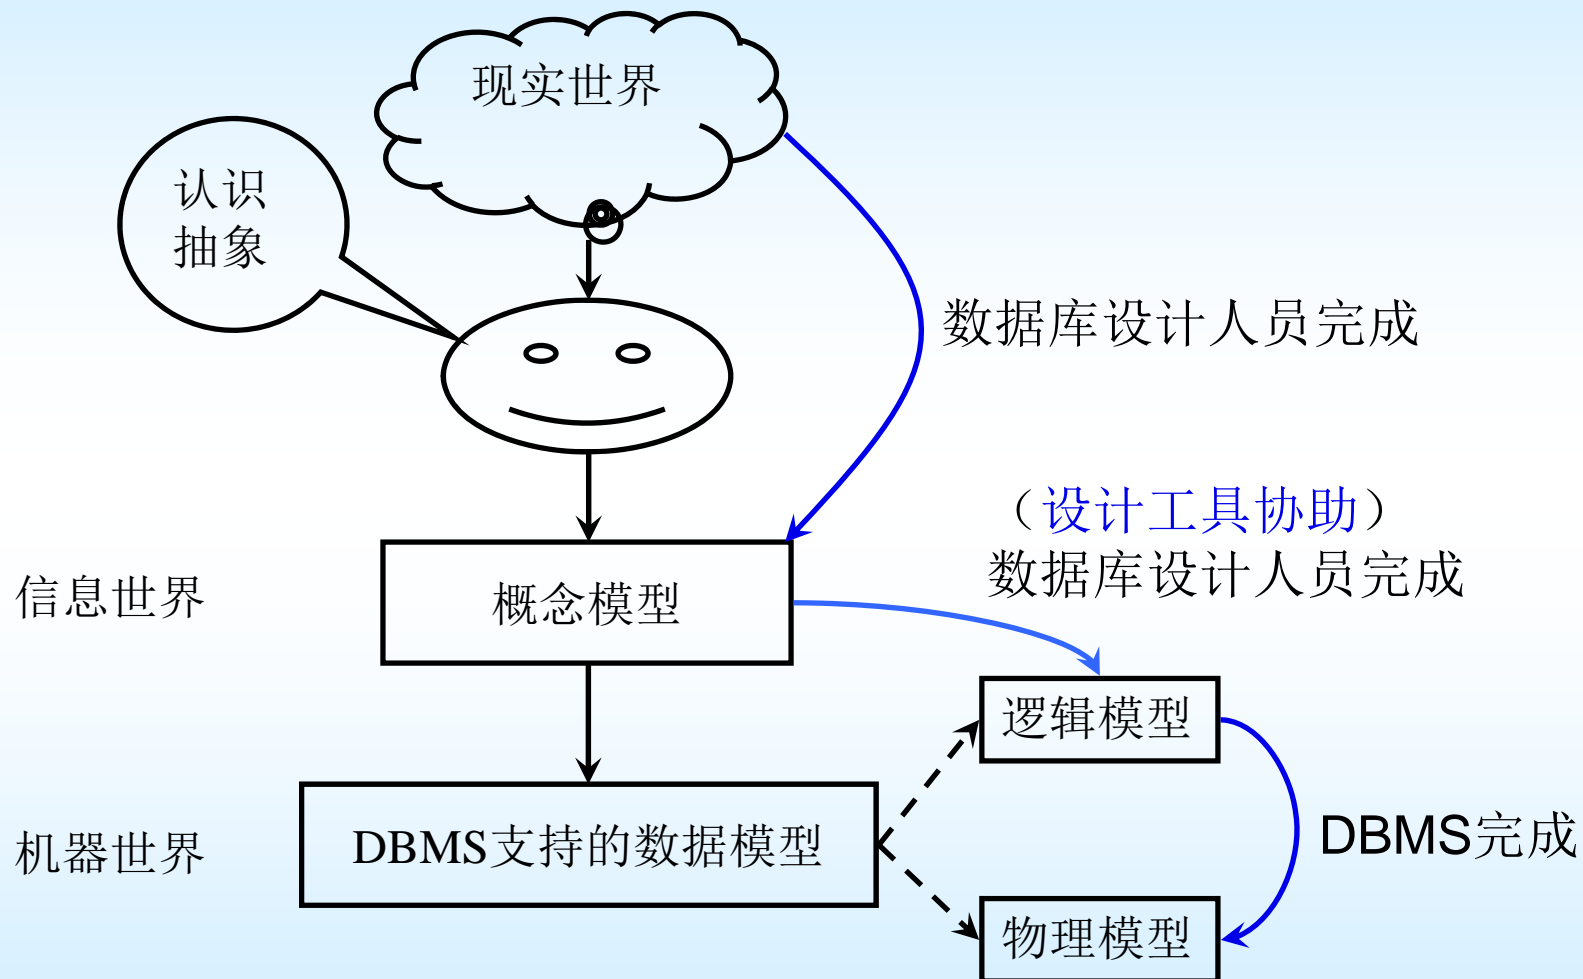 现实世界
认识
抽象
数据库设计人员完成
（设计工具协助）
数据库设计人员完成
信息世界
概念模型
逻辑模型
机器世界
DBMS支持的数据模型
DBMS完成
物理模型